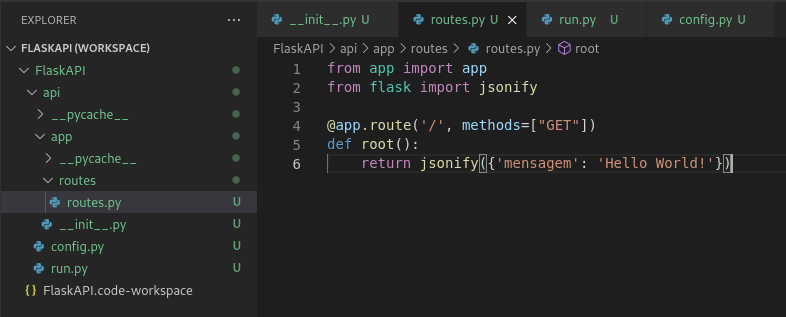 EXPLORER ···
FLASKAPI (WORKSPACE)
FlaskAPI
api
__pycache__
app
__pycache__
routes
routes.py U
__init__.py U
config.py U
run.py U
{} FlaskAPI.code-workspace
__init__.py U routes.py U × run.py U config.py U
FlaskAPI > api > app > routes > routes.py > root
1 from app import app
2 from flask import jsonify
3
4 @app.route('/', methods=["GET"])
5 def root():
6     return jsonify({'mensagem': 'Hello World!'})